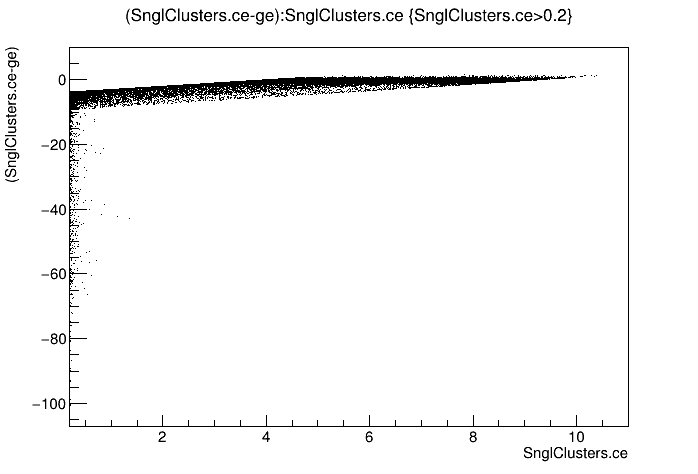 (SnglClusters.ce-ge):SnglClusters.ce {SnglClusters.ce>0.2}
(SnglClusters.ce-ge)
0
−20
−40
−60
−80
−100
2 4 6 8 10
SnglClusters.ce